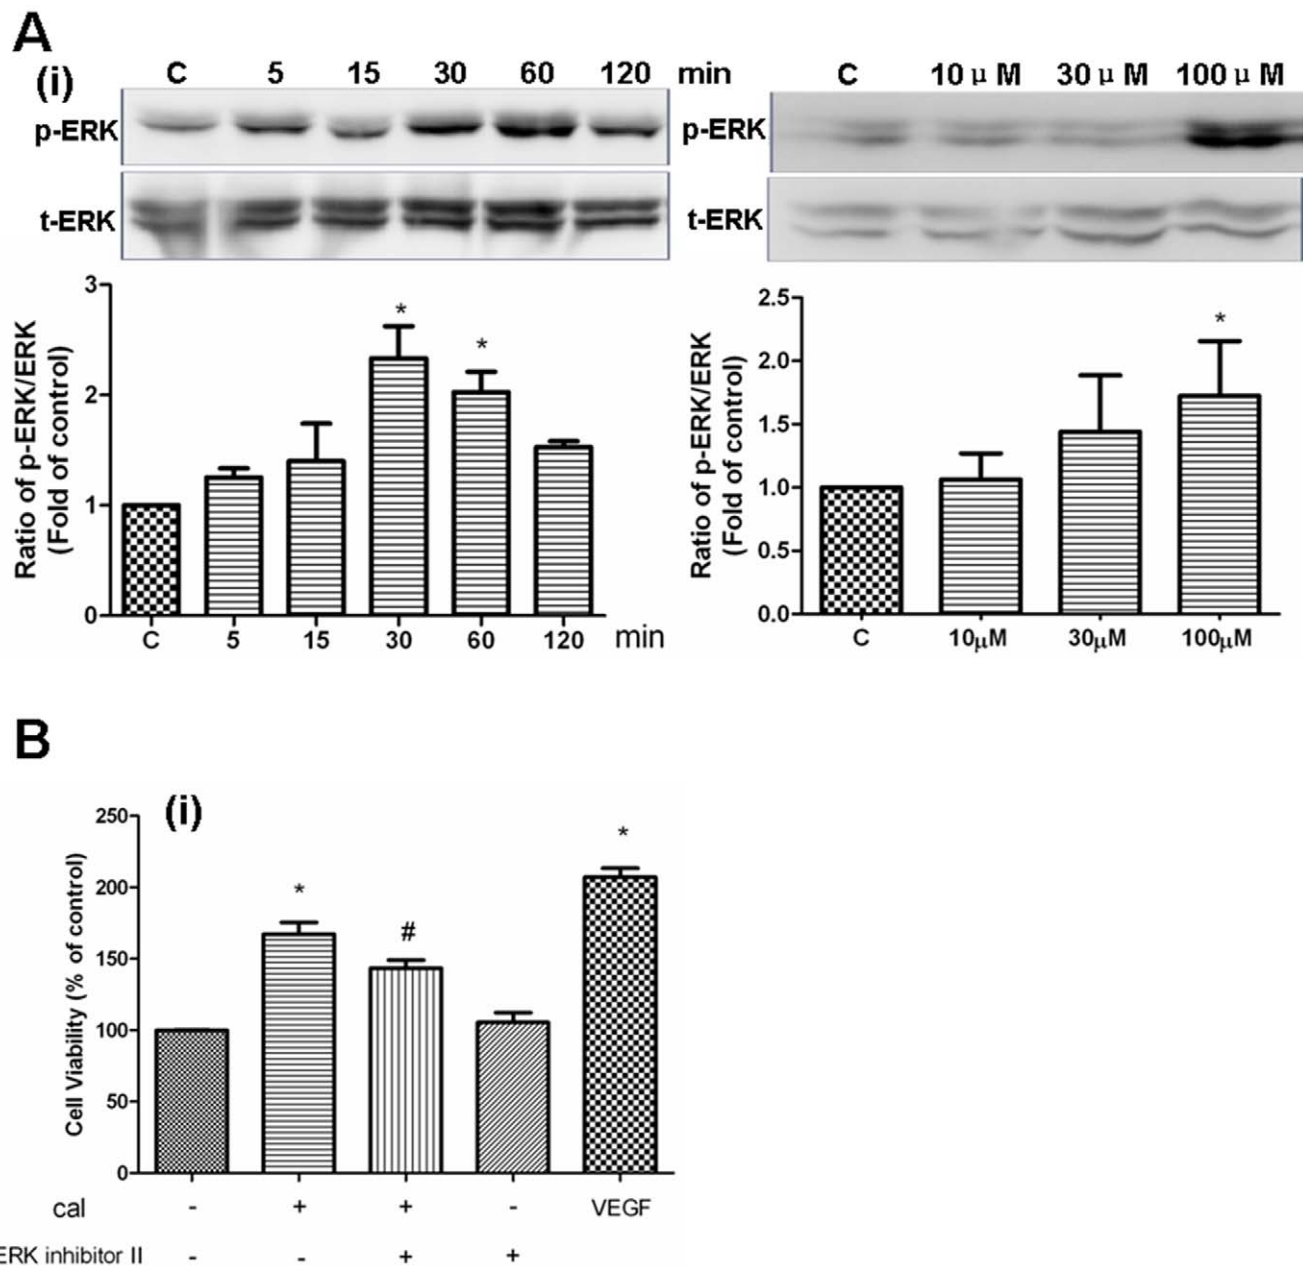 A
(i)
C 5 15 30 60 120 min
p-ERK
t-ERK
3
2
1
0
Ratio of p-ERK/ERK
(Fold of control)
*
*
C 5 15 30 60 120 min
C 10 μ M 30 μ M 100 μ M
p-ERK
t-ERK
2.5
2.0
1.5
1.0
0.5
0.0
Ratio of p-ERK/ERK
(Fold of control)
*
C 10μM 30μM 100μM
B
(i)
250
200
150
100
50
0
Cell Viability (% of control)
*
#
*
cal - + + - VEGF
ERK inhibitor II - - + +